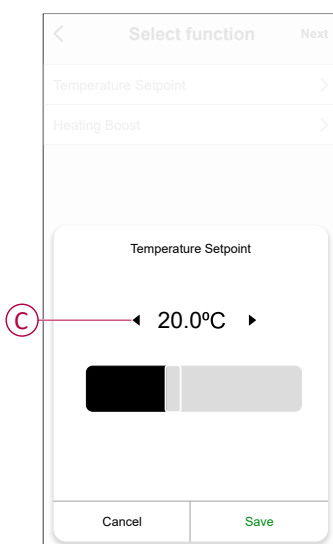 Select function Next
Temperature Setpoint
Heating Boost
Temperature Setpoint
C
20.0ºC
Cancel Save